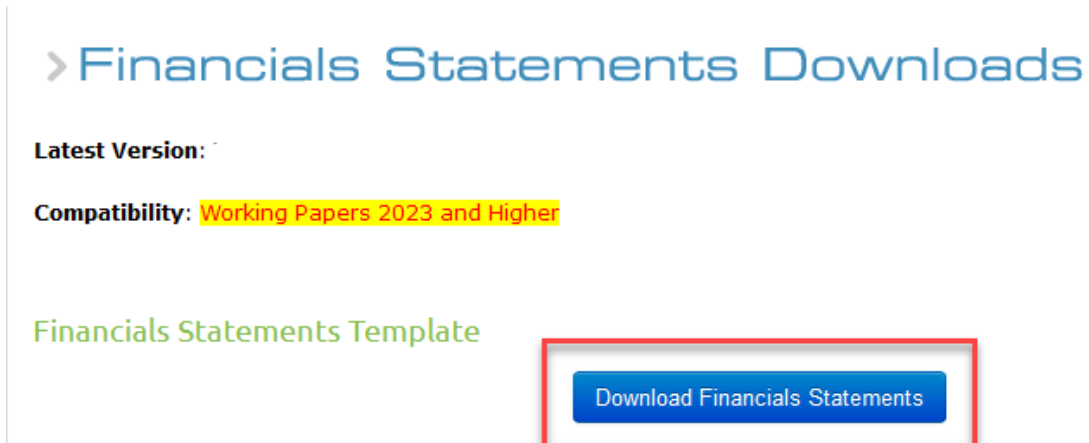 Financials Statements Downloads
Latest Version:
Compatibility: Working Papers 2023 and Higher
Financials Statements Template
Download Financials Statements